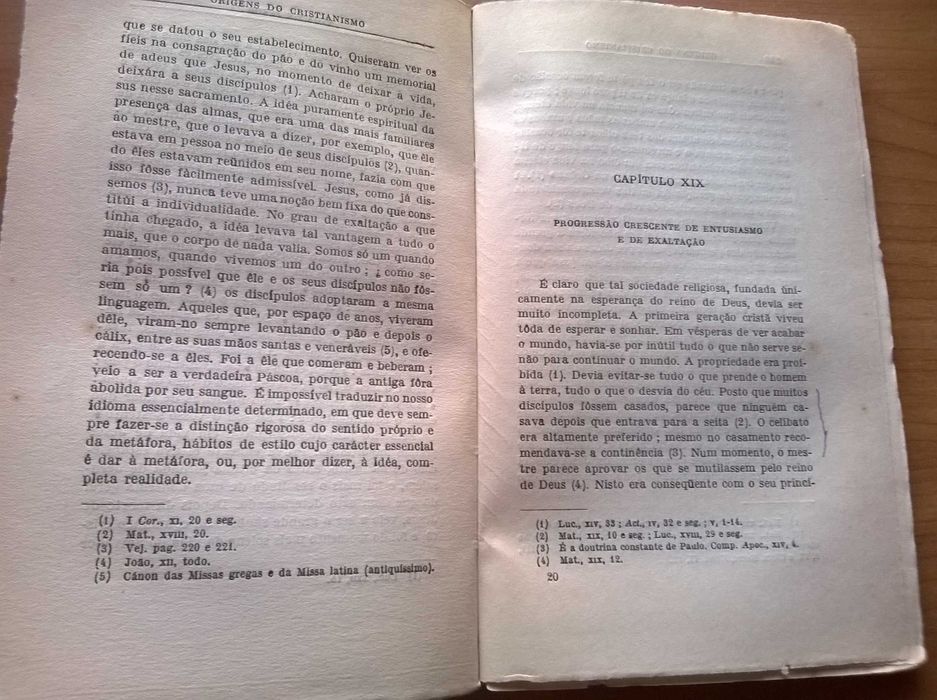 ORIGENS DO CRISTIANISMO
que se datou o seu estabelecimento. Quiseram ver os
fieis na consagração do pão e do vinho um memorial
de adeus que Jesus, no momento de deixar a vida,
deixára a seus discípulos (1). Acharam o próprio Je-
sus nesse sacramento. A idéa puramente espiritual da
presença das almas, que era uma das mais familiares
ao mestre, que o levava a dizer, por exemplo, que êle
estava em pessoa no meio de seus discípulos (2), quan-
do êles estavam reünidos em seu nome, fazia com que
isso fôsse fàcilmente admissível. Jesus, como já dis-
semos (3), nunca teve uma noção bem fixa do que cons-
titúi a individualidade. No grau de exaltação a que
tinha chegado, a idéa levava tal vantagem a tudo o
mais, que o corpo de nada valia. Somos só um quando
amamos, quando vivemos um do outro ; ¿ como se-
ria pois possível que êle e os seus discípulos não fôs-
sem só um ? (4) os discípulos adoptaram a mesma
linguagem. Aqueles que, por espaço de anos, viveram
dêle, viram-no sempre levantando o pão e depois o
cálix, entre as suas mãos santas e veneráveis (5), e ofe-
recendo-se a êles. Foi a êle que comeram e beberam ;
veio a ser a verdadeira Páscoa, porque a antiga fôra
abolida por seu sangue. É impossível traduzir no nosso
idioma essencialmente determinado, em que deve sem-
pre fazer-se a distinção rigorosa do sentido próprio e
da metáfora, hábitos de estilo cujo carácter essencial
é dar à metáfora, ou, por melhor dizer, à idéa, com-
pleta realidade.
(1) I Cor., XI, 20 e seg.
(2) Mat., XVIII, 20.
(3) Vej. pag. 220 e 221.
(4) João, XII, todo.
(5) Cánon das Missas gregas e da Missa latina (antiquíssimo).
CAPÍTULO XIX
PROGRESSÃO CRESCENTE DE ENTUSIASMO
E DE EXALTAÇÃO
É claro que tal sociedade religiosa, fundada ùni-
camente na esperança do reino de Deus, devia ser
muito incompleta. A primeira geração cristã viveu
tôda de esperar e sonhar. Em vésperas de ver acabar
o mundo, havia-se por inútil tudo o que não serve se-
não para continuar o mundo. A propriedade era proï-
bida (1). Devia evitar-se tudo o que prende o homem
à terra, tudo o que o desvia do céu. Posto que muitos
discípulos fôssem casados, parece que ninguém ca-
sava depois que entrava para a seita (2). O celibato
era altamente preferido ; mesmo no casamento reco-
mendava-se a continência (3). Num momento, o mes-
tre parece aprovar os que se mutilassem pelo reino
de Deus (4). Nisto era conseqüente com o seu princí-
(1) Luc., XIV, 33 ; Act., IV, 32 e seg. ; V, 1-14.
(2) Mat., XIX, 10 e seg. ; Luc., XVIII, 29 e seg.
(3) É a doutrina constante de Paulo. Comp. Apoc., XIV, 4.
(4) Mat., XIX, 12.
20